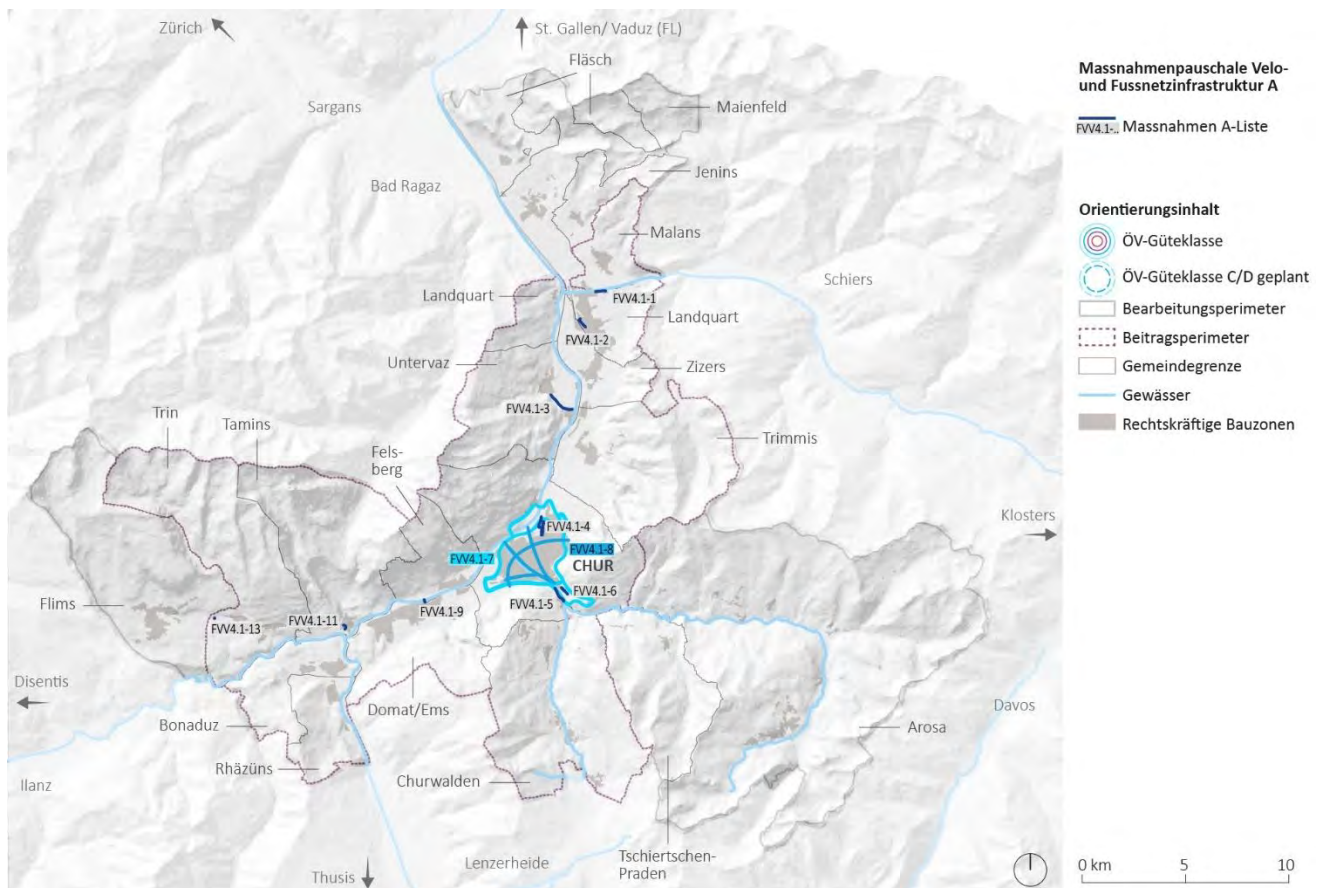 Zürich
St. Gallen/ Vaduz (FL)
Fläsch
Maienfeld
Sargans
Jenins
Bad Ragaz
Malans
Schiers
Landquart
FVV4.1-1
Landquart
FVV4.1-2
Untervaz
Zizers
FVV4.1-3
Trin
Tamins
Trimmis
Fels-
berg
Klosters
FVV4.1-4
FVV4.1-7
FVV4.1-8
CHUR
FVV4.1-6
FVV4.1-5
Flims
FVV4.1-9
FVV4.1-13
FVV4.1-11
Disentis
Davos
Bonaduz
Domat/Ems
Arosa
Ilanz
Rhäzüns
Churwalden
Tschiertschen-
Praden
Lenzerheide
Thusis
Massnahmenpauschale Velo-
und Fussnetzinfrastruktur A
FVV4.1-.. Massnahmen A-Liste
Orientierungsinhalt
ÖV-Güteklasse
ÖV-Güteklasse C/D geplant
Bearbeitungsperimeter
Beitragsperimeter
Gemeindegrenze
Gewässer
Rechtskräftige Bauzonen
0 km 5 10